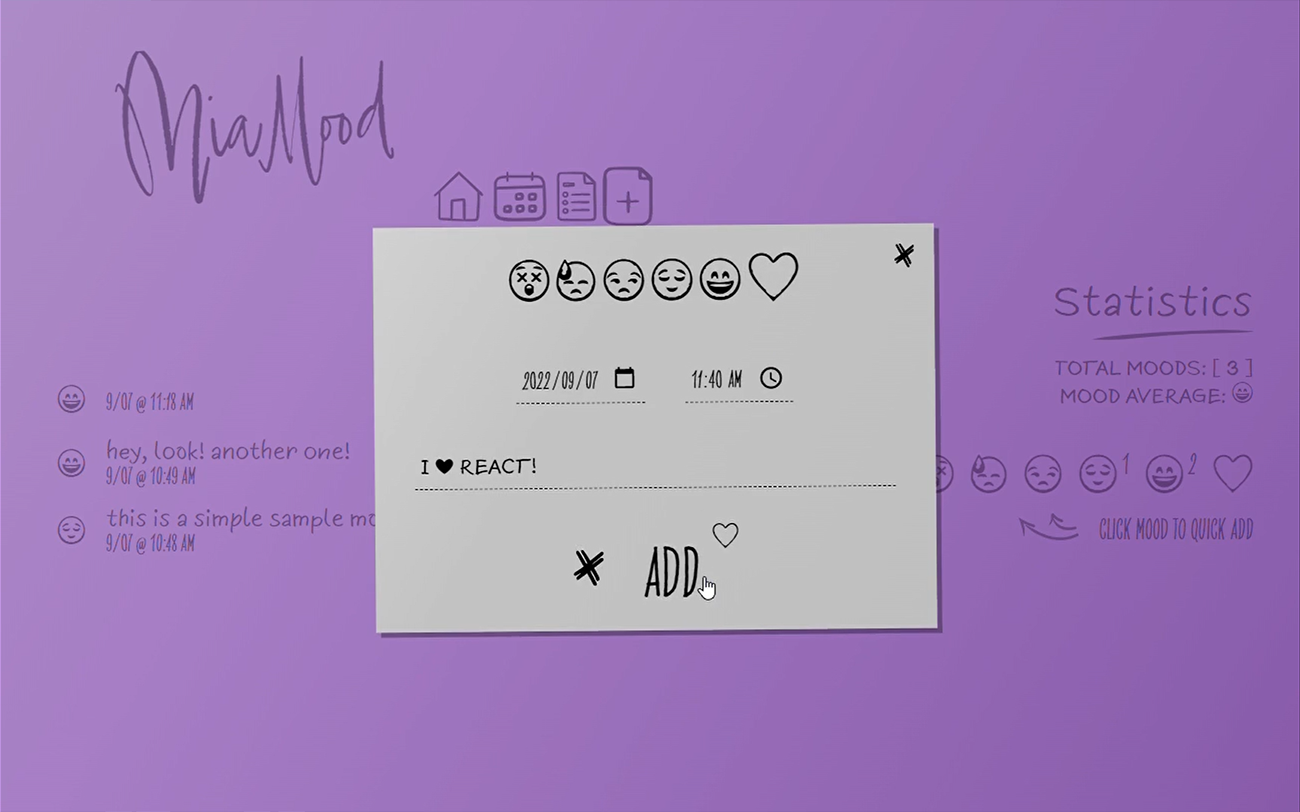 MiaMood
Statistics
TOTAL MOODS: [ 3 ]
MOOD AVERAGE:
2022/09/07
11:40 AM
9/07 @ 11:18 AM
hey, look! another one!
9/07 @ 10:49 AM
I ♥ REACT!
1 2
this is a simple sample mo
9/07 @ 10:48 AM
CLICK MOOD TO QUICK ADD
ADD